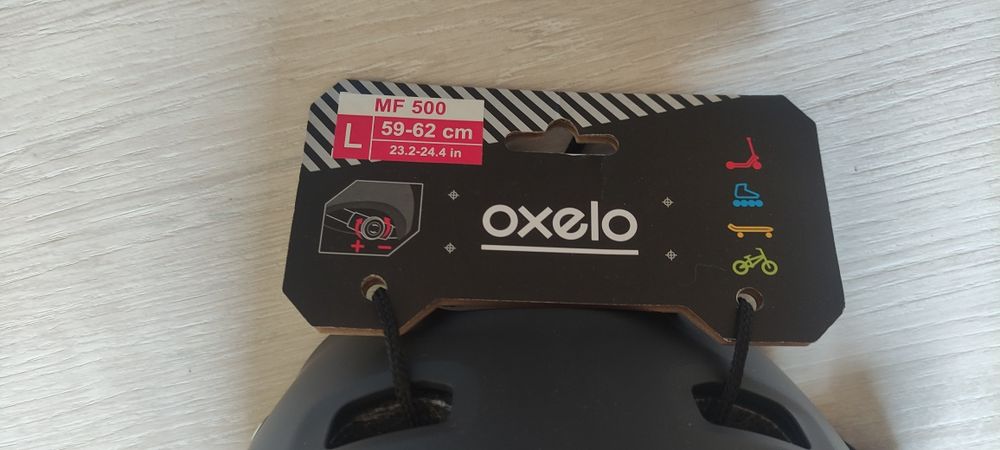 MF 500
L
59-62 cm
23.2-24.4 in
+ -
oxelo